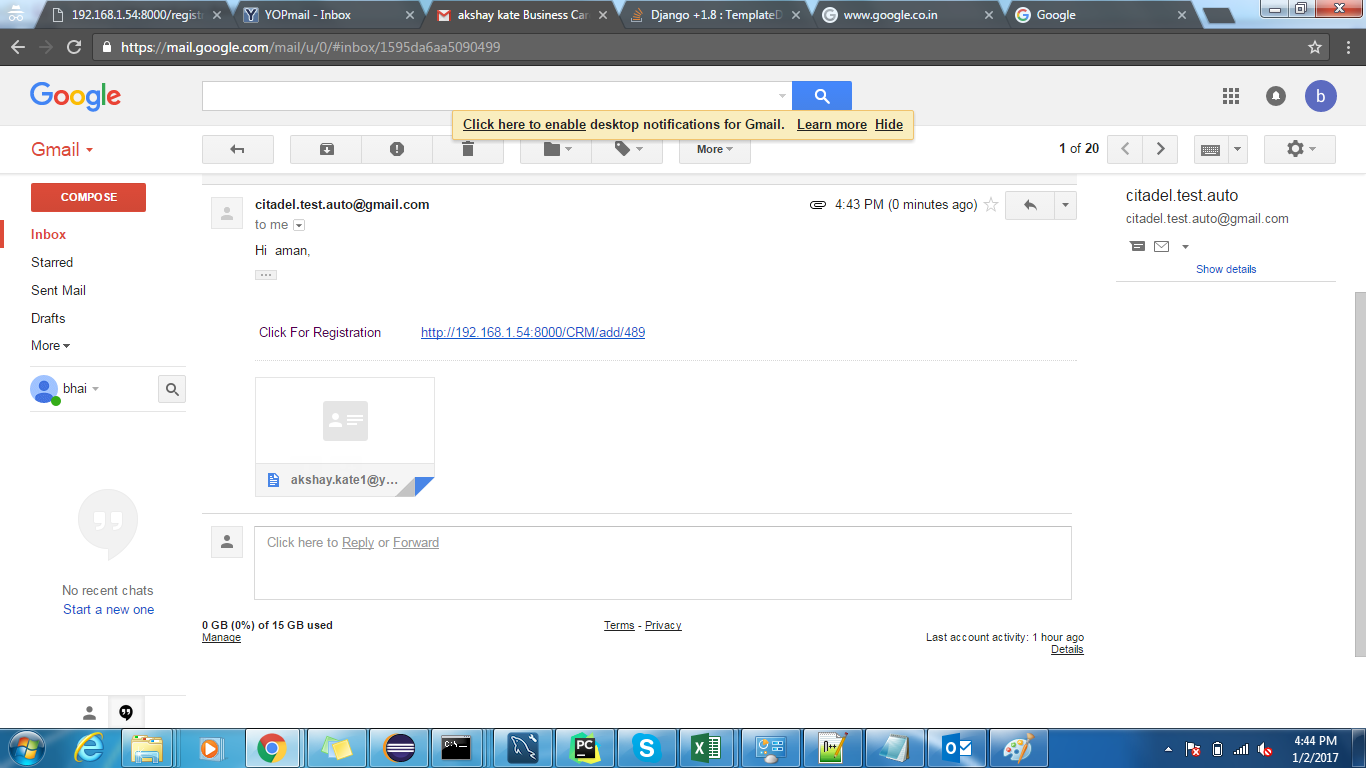 192.168.1.54:8000/regist
YOPmail - Inbox
akshay kate Business Car
Django +1.8 : TemplateD
www.google.co.in
Google
https://mail.google.com/mail/u/0/#inbox/1595da6aa5090499
Google
b
Click here to enable desktop notifications for Gmail. Learn more Hide
Gmail
More
1 of 20
COMPOSE
Inbox
Starred
Sent Mail
Drafts
More
bhai
No recent chats
Start a new one
citadel.test.auto@gmail.com
4:43 PM (0 minutes ago)
to me
Hi aman,
Click For Registration http://192.168.1.54:8000/CRM/add/489
akshay.kate1@y...
Click here to Reply or Forward
citadel.test.auto
citadel.test.auto@gmail.com
Show details
0 GB (0%) of 15 GB used
Manage
Terms - Privacy
Last account activity: 1 hour ago
Details
C:\
PC
N++
4:44 PM
1/2/2017